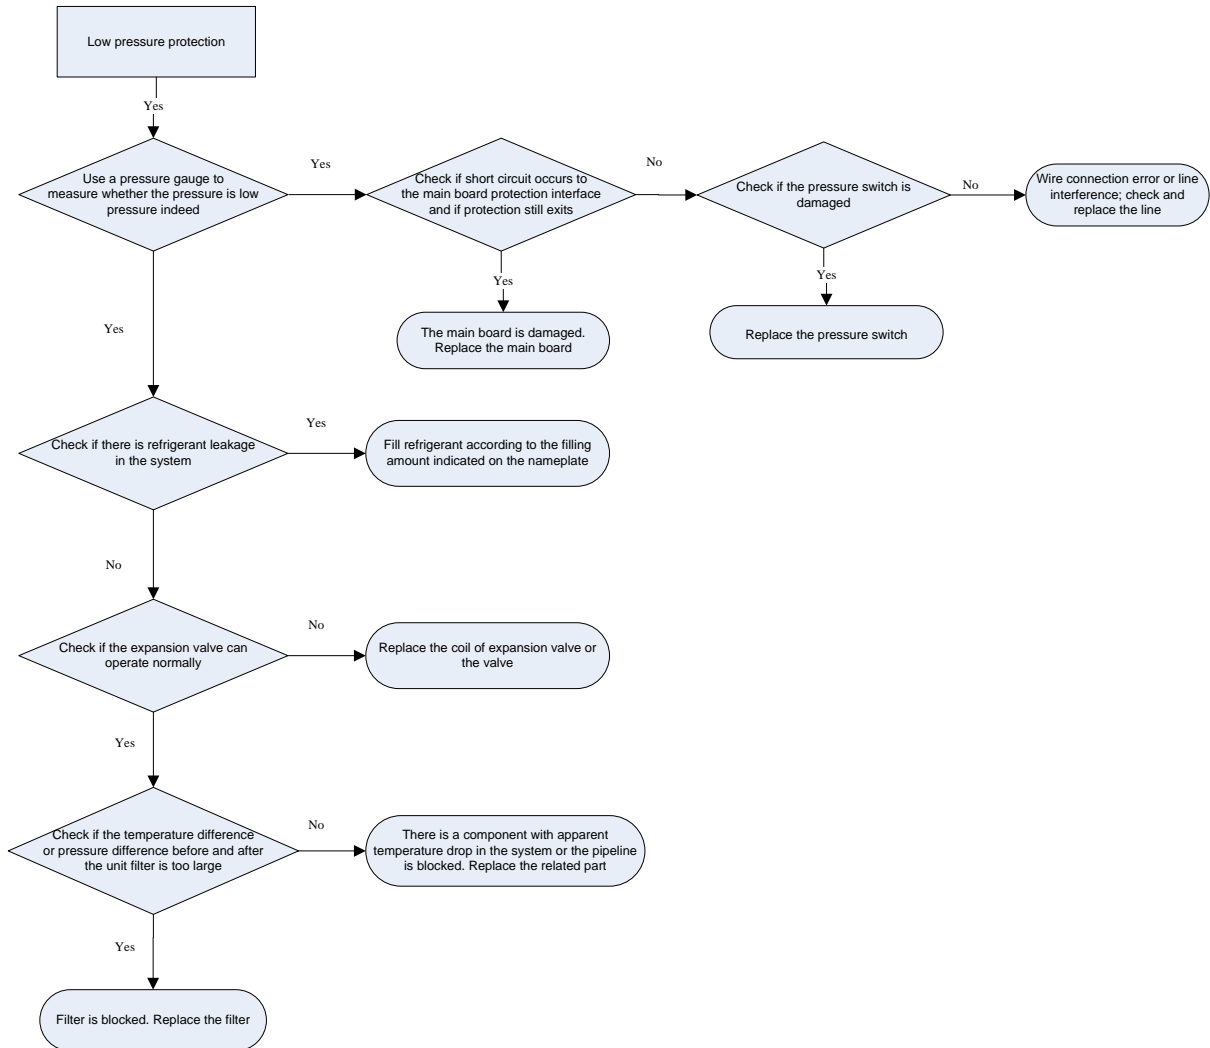 Low pressure protection
Yes
Use a pressure gauge to
measure whether the pressure is low
pressure indeed
Yes
Check if short circuit occurs to
the main board protection interface
and if protection still exits
No
Check if the pressure switch is
damaged
No
Wire connection error or line
interference; check and
replace the line
Yes
The main board is damaged.
Replace the main board
Yes
Replace the pressure switch
Yes
Check if there is refrigerant leakage
in the system
Yes
Fill refrigerant according to the filling
amount indicated on the nameplate
No
Check if the expansion valve can
operate normally
No
Replace the coil of expansion valve or
the valve
Yes
Check if the temperature difference
or pressure difference before and after
the unit filter is too large
No
There is a component with apparent
temperature drop in the system or the pipeline
is blocked. Replace the related part
Yes
Filter is blocked. Replace the filter